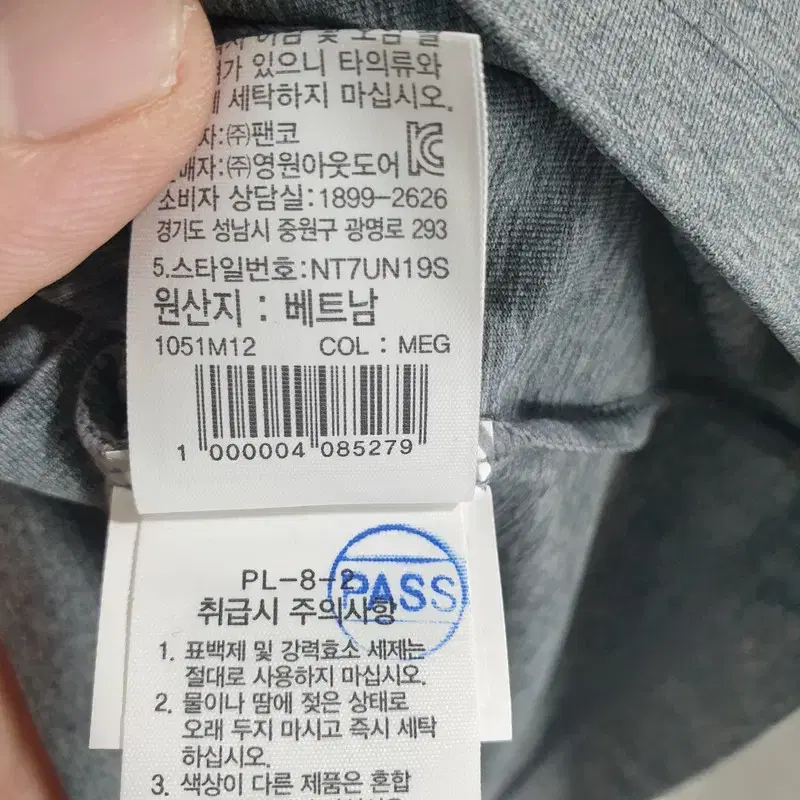 가 있으니 타의류와
세탁하지 마십시오.
자:㈜팬코
매자:㈜영원아웃도어
소비자 상담실:1899-2626
경기도 성남시 중원구 광명로 293
5.스타일번호:NT7UN19S
원산지 : 베트남
1051M12 COL : MEG
1 000004 085279
PL-8-2
PASS
취급시 주의사항
1. 표백제 및 강력효소 세제는
절대로 사용하지 마십시오.
2. 물이나 땀에 젖은 상태로
오래 두지 마시고 즉시 세탁
하십시오.
3. 색상이 다른 제품은 혼합